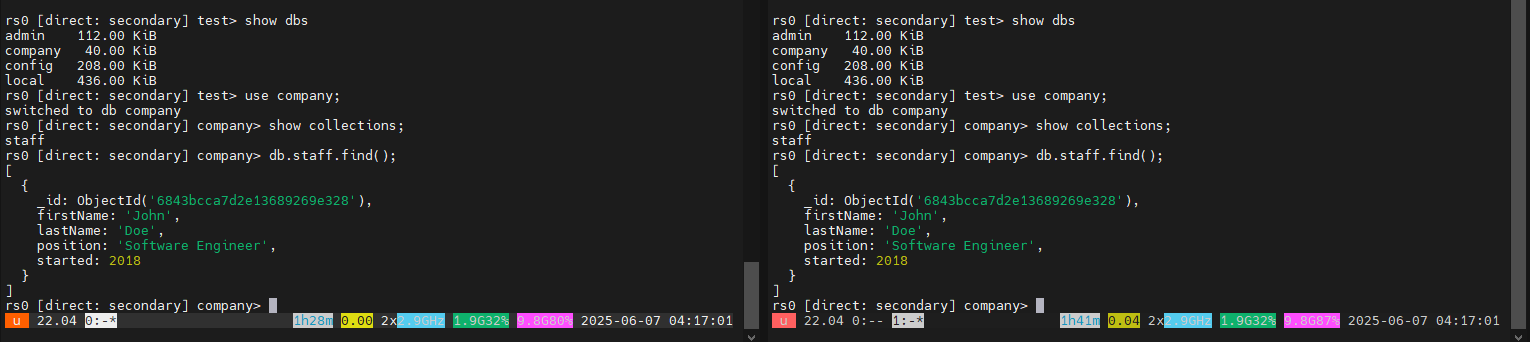 rs0 [direct: secondary] test> show dbs
admin    112.00 KiB
company   40.00 KiB
config   208.00 KiB
local    436.00 KiB
rs0 [direct: secondary] test> use company;
switched to db company
rs0 [direct: secondary] company> show collections;
staff
rs0 [direct: secondary] company> db.staff.find();
[
  {
    _id: ObjectId('6843bcca7d2e13689269e328'),
    firstName: 'John',
    lastName: 'Doe',
    position: 'Software Engineer',
    started: 2018
  }
]
rs0 [direct: secondary] company>
u 22.04 0:-* 1h28m 0.00 2x2.9GHz 1.9G32% 9.8G80% 2025-06-07 04:17:01
rs0 [direct: secondary] test> show dbs
admin    112.00 KiB
company   40.00 KiB
config   208.00 KiB
local    436.00 KiB
rs0 [direct: secondary] test> use company;
switched to db company
rs0 [direct: secondary] company> show collections;
staff
rs0 [direct: secondary] company> db.staff.find();
[
  {
    _id: ObjectId('6843bcca7d2e13689269e328'),
    firstName: 'John',
    lastName: 'Doe',
    position: 'Software Engineer',
    started: 2018
  }
]
rs0 [direct: secondary] company>
u 22.04 0:-- 1:-* 1h41m 0.04 2x2.9GHz 1.9G32% 9.8G87% 2025-06-07 04:17:01